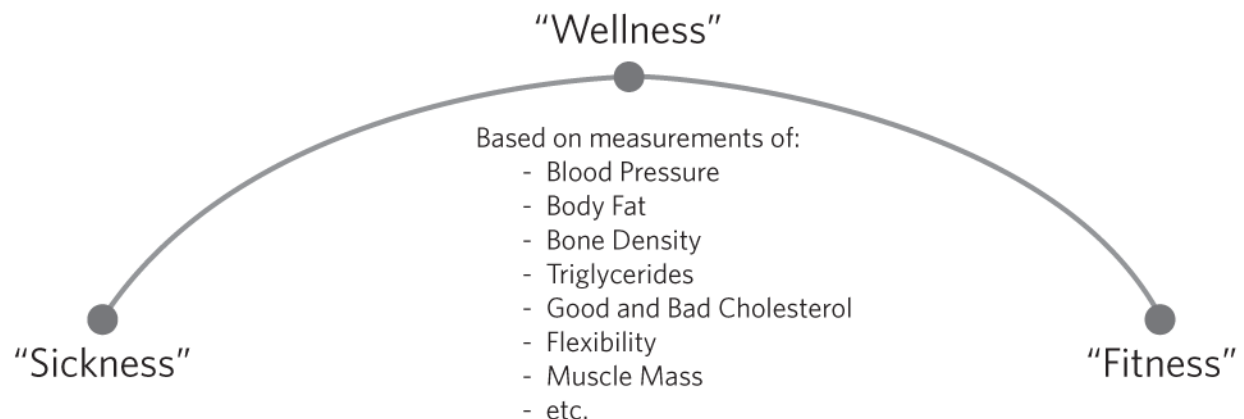 “Wellness”
Based on measurements of:
- Blood Pressure
- Body Fat
- Bone Density
- Triglycerides
- Good and Bad Cholesterol
- Flexibility
- Muscle Mass
- etc.
“Sickness”
“Fitness”